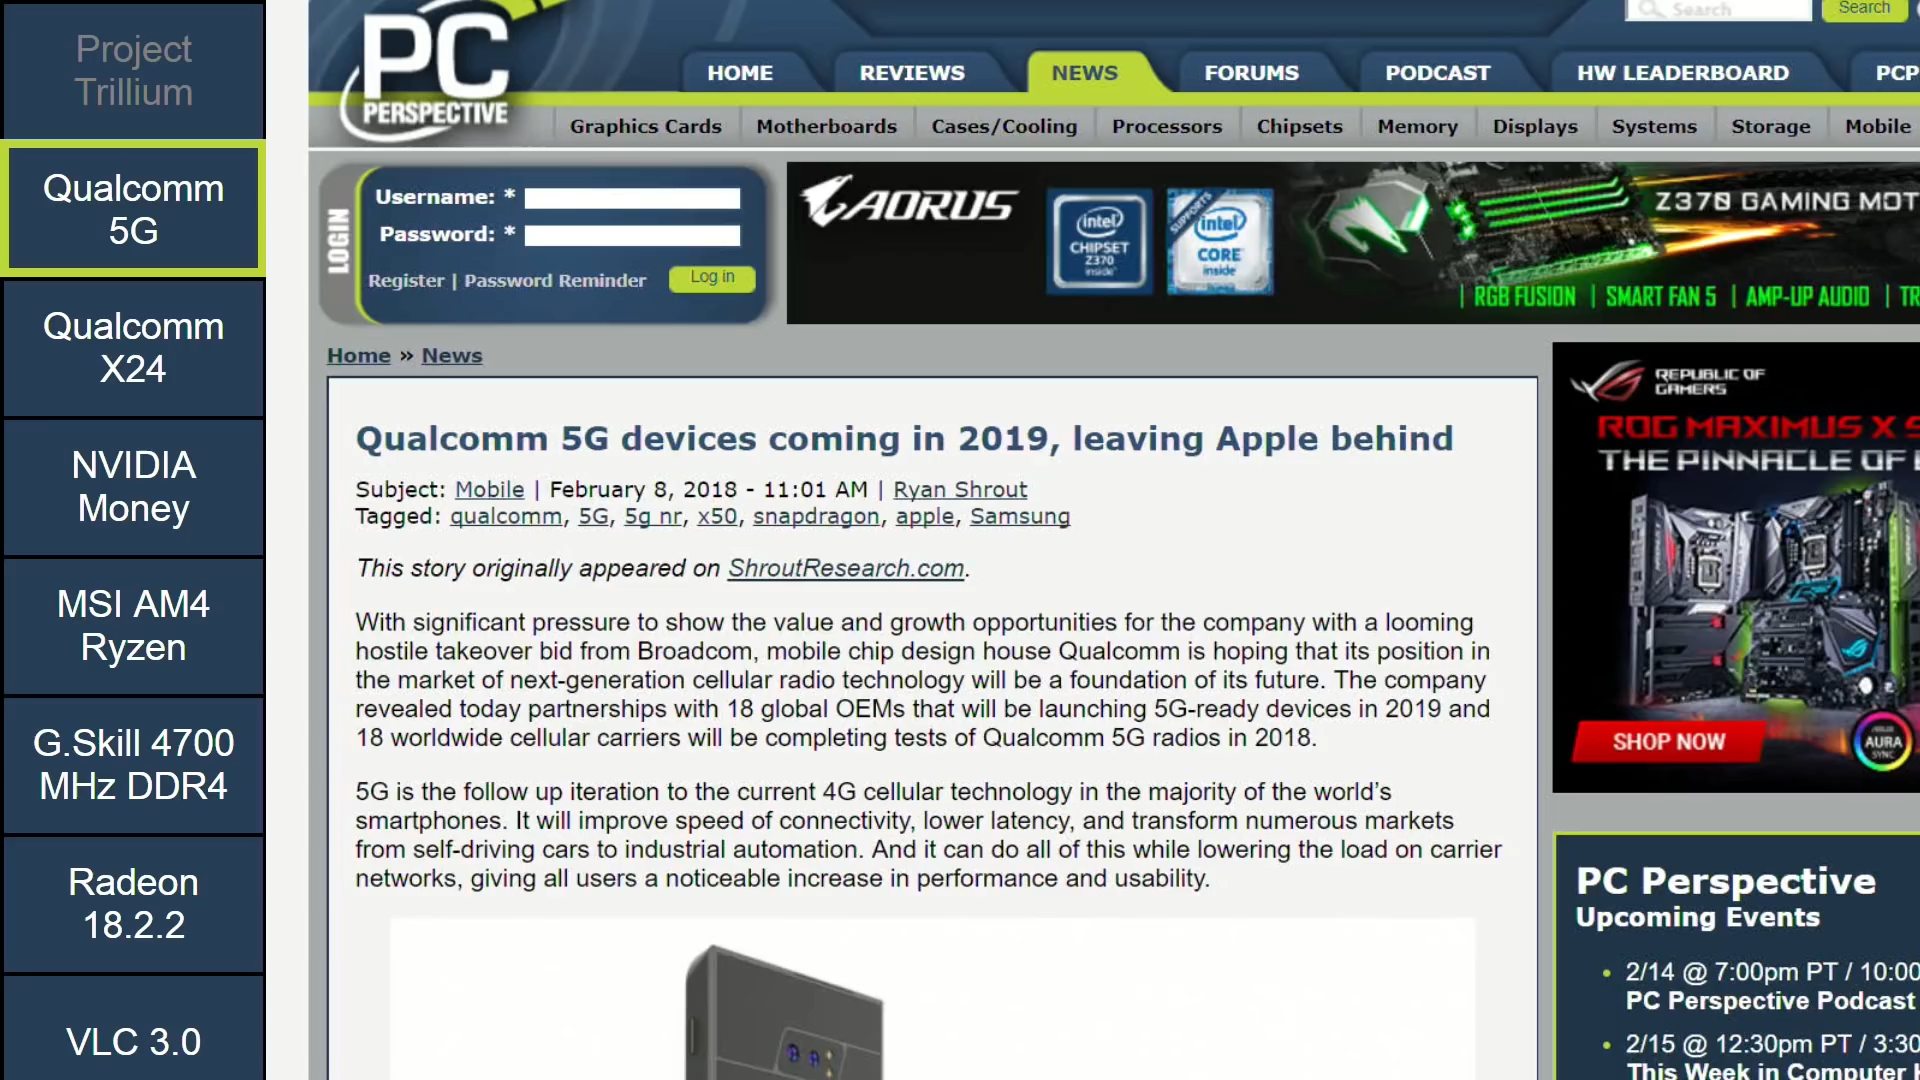 Project
Trillium
Qualcomm
5G
Qualcomm
X24
NVIDIA
Money
MSI AM4
Ryzen
G.Skill 4700
MHz DDR4
Radeon
18.2.2
VLC 3.0
PC
PERSPECTIVE
Search
Search
HOME
REVIEWS
NEWS
FORUMS
PODCAST
HW LEADERBOARD
PCP
Graphics Cards
Motherboards
Cases/Cooling
Processors
Chipsets
Memory
Displays
Systems
Storage
Mobile
LOGIN
Username: *
Password: *
Register | Password Reminder
Log in
AORUS
intel
CHIPSET
Z370
inside
SUPPORTS
intel
CORE
inside
Z370 GAMING MOT
| RGB FUSION | SMART FAN 5 | AMP-UP AUDIO | TR
Home » News
Qualcomm 5G devices coming in 2019, leaving Apple behind
Subject: Mobile | February 8, 2018 - 11:01 AM | Ryan Shrout
Tagged: qualcomm, 5G, 5g nr, x50, snapdragon, apple, Samsung
This story originally appeared on ShroutResearch.com.
With significant pressure to show the value and growth opportunities for the company with a looming
hostile takeover bid from Broadcom, mobile chip design house Qualcomm is hoping that its position in
the market of next-generation cellular radio technology will be a foundation of its future. The company
revealed today partnerships with 18 global OEMs that will be launching 5G-ready devices in 2019 and
18 worldwide cellular carriers will be completing tests of Qualcomm 5G radios in 2018.
5G is the follow up iteration to the current 4G cellular technology in the majority of the world’s
smartphones. It will improve speed of connectivity, lower latency, and transform numerous markets
from self-driving cars to industrial automation. And it can do all of this while lowering the load on carrier
networks, giving all users a noticeable increase in performance and usability.
REPUBLIC OF
GAMERS
ROG MAXIMUS X
THE PINNACLE OF
SHOP NOW
AURA
SYNC
PC Perspective
Upcoming Events
2/14 @ 7:00pm PT / 10:00
PC Perspective Podcast
2/15 @ 12:30pm PT / 3:30
This Week in Computer